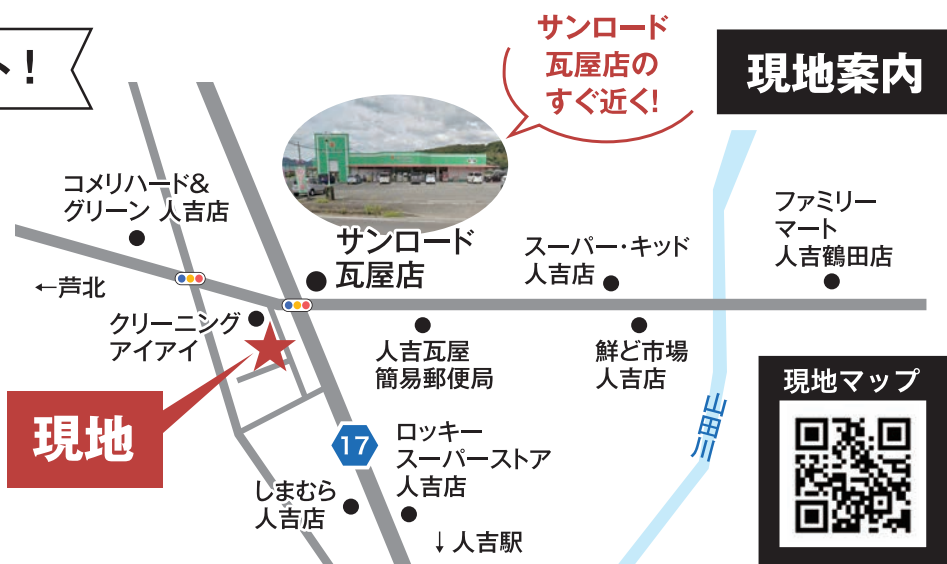 ト！
サンロード
瓦屋店の
すぐ近く!
現地案内
コメリハード&
グリーン 人吉店
サンロード
瓦屋店
スーパー・キッド
人吉店
ファミリー
マート
人吉鶴田店
←芦北
クリーニング
アイアイ
人吉瓦屋
簡易郵便局
鮮ど市場
人吉店
現地マップ
現地
山田川
17
ロッキー
スーパーストア
人吉店
しまむら
人吉店
↓人吉駅